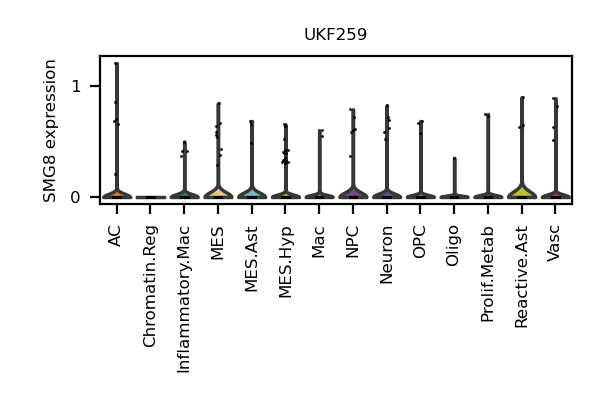 UKF259
SMG8 expression
1
0
AC
Chromatin.Reg
Inflammatory.Mac
MES
MES.Ast
MES.Hyp
Mac
NPC
Neuron
OPC
Oligo
Prolif.Metab
Reactive.Ast
Vasc